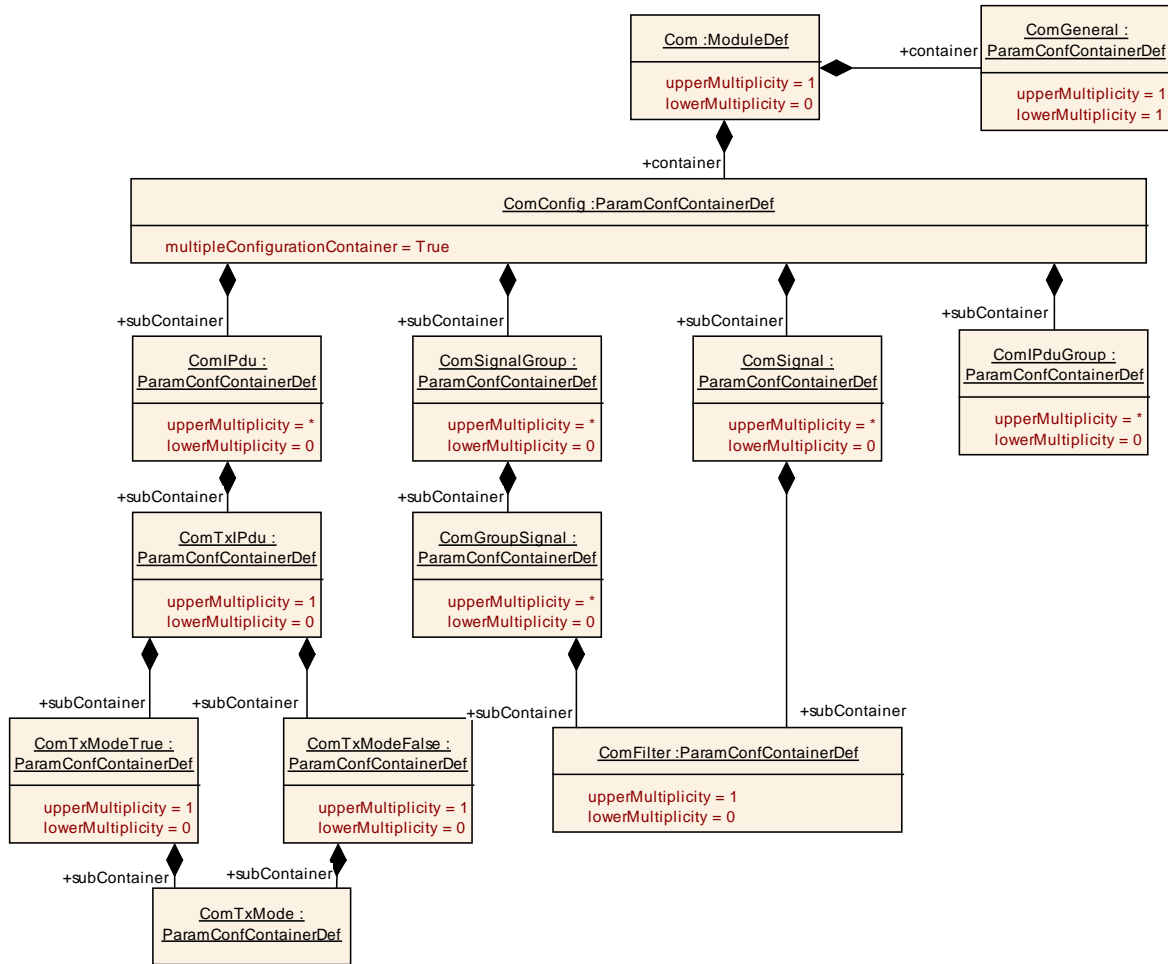 Com :ModuleDef
upperMultiplicity = 1
lowerMultiplicity = 0
+container
ComGeneral :
ParamConfContainerDef
upperMultiplicity = 1
lowerMultiplicity = 1
+container
ComConfig :ParamConfContainerDef
multipleConfigurationContainer = True
+subContainer
+subContainer
+subContainer
+subContainer
ComIPdu :
ParamConfContainerDef
upperMultiplicity = *
lowerMultiplicity = 0
ComSignalGroup :
ParamConfContainerDef
upperMultiplicity = *
lowerMultiplicity = 0
ComSignal :
ParamConfContainerDef
upperMultiplicity = *
lowerMultiplicity = 0
ComIPduGroup :
ParamConfContainerDef
upperMultiplicity = *
lowerMultiplicity = 0
+subContainer
+subContainer
ComTxIPdu :
ParamConfContainerDef
upperMultiplicity = 1
lowerMultiplicity = 0
ComGroupSignal :
ParamConfContainerDef
upperMultiplicity = *
lowerMultiplicity = 0
+subContainer
+subContainer
+subContainer
+subContainer
ComTxModeTrue :
ParamConfContainerDef
upperMultiplicity = 1
lowerMultiplicity = 0
ComTxModeFalse :
ParamConfContainerDef
upperMultiplicity = 1
lowerMultiplicity = 0
ComFilter :ParamConfContainerDef
upperMultiplicity = 1
lowerMultiplicity = 0
+subContainer
+subContainer
ComTxMode :
ParamConfContainerDef